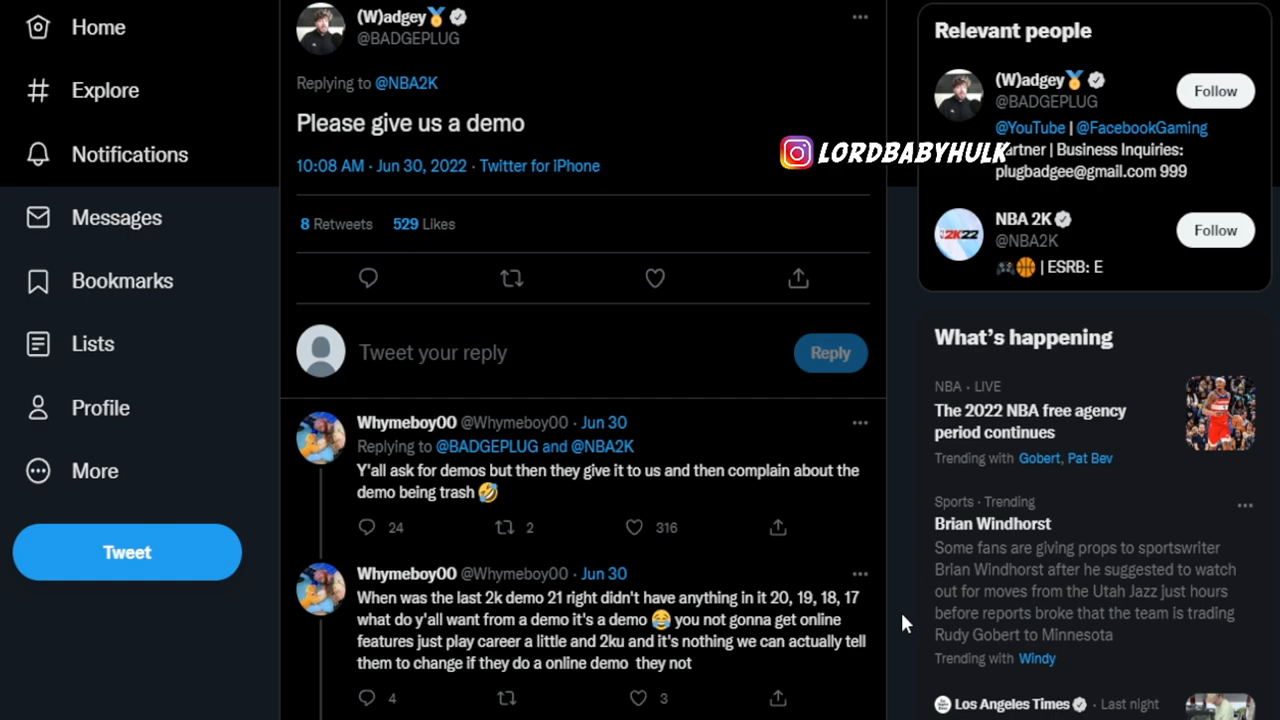 Home
Explore
Notifications
Messages
Bookmarks
Lists
Profile
More
Tweet
(W)adgey🏅
@BADGEPLUG
Replying to @NBA2K
Please give us a demo
10:08 AM · Jun 30, 2022 · Twitter for iPhone
8 Retweets 529 Likes
Tweet your reply
Reply
Whymeboy00 @Whymeboy00 · Jun 30
Replying to @BADGEPLUG and @NBA2K
Y'all ask for demos but then they give it to us and then complain about the
demo being trash 🤣
24 2 316
Whymeboy00 @Whymeboy00 · Jun 30
When was the last 2k demo 21 right didn't have anything in it 20, 19, 18, 17
what do y'all want from a demo it's a demo 😂 you not gonna get online
features just play career a little and 2ku and it's nothing we can actually tell
them to change if they do a online demo they not
4 3
LORDBABYHULK
Relevant people
(W)adgey🏅
@BADGEPLUG
Follow
@YouTube | @FacebookGaming
artner | Business Inquiries:
plugbadgee@gmail.com 999
NBA 2K
@NBA2K
Follow
🎮🏀 | ESRB: E
2K22
What's happening
NBA · LIVE
The 2022 NBA free agency
period continues
Trending with Gobert, Pat Bev
Sports · Trending
Brian Windhorst
Some fans are giving props to sportswriter
Brian Windhorst after he suggested to watch
out for moves from the Utah Jazz just hours
before reports broke that the team is trading
Rudy Gobert to Minnesota
Trending with Windy
Los Angeles Times · Last night